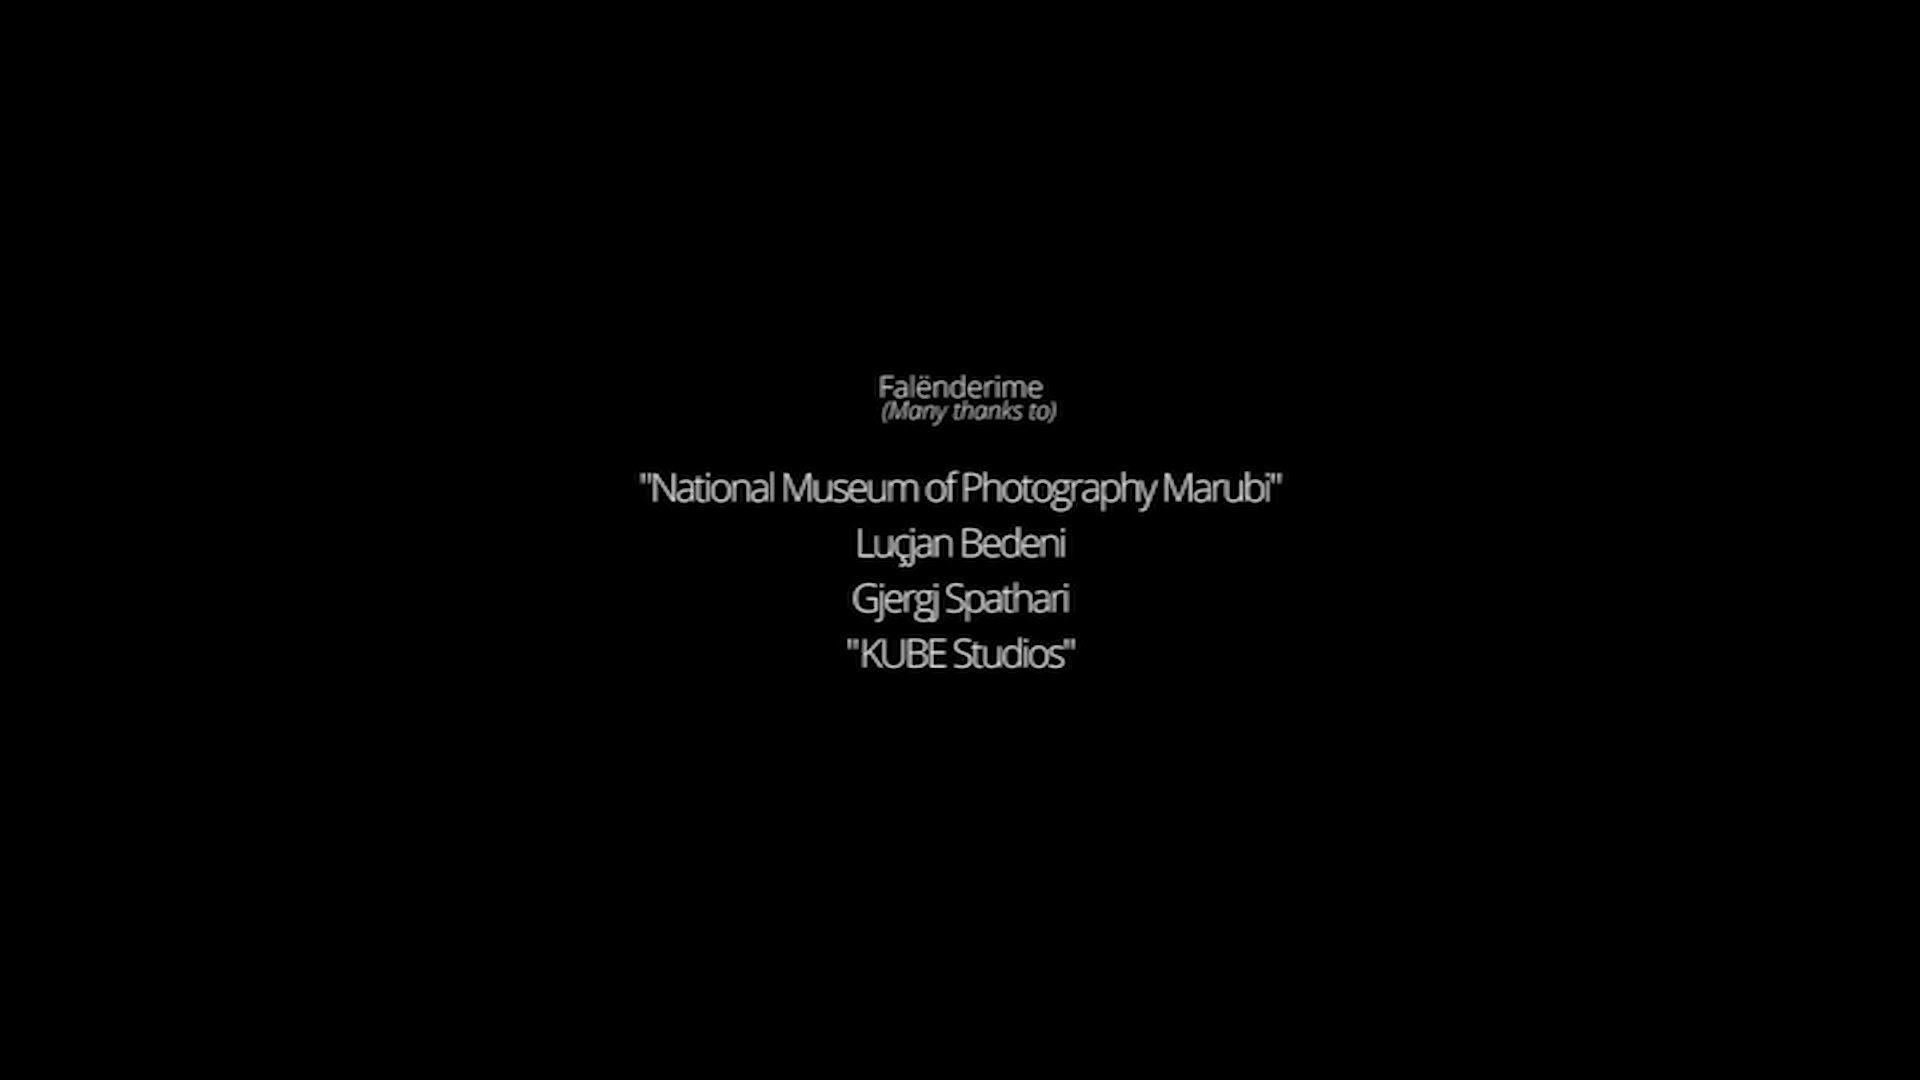 Falënderime
(Many thanks to)
"National Museum of Photography Marubi"
Luçjan Bedeni
Gjergj Spathari
"KUBE Studios"